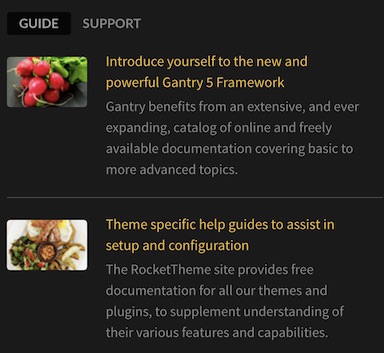 GUIDE SUPPORT
Introduce yourself to the new and
powerful Gantry 5 Framework
Gantry benefits from an extensive, and ever
expanding, catalog of online and freely
available documentation covering basic to
more advanced topics.
Theme specific help guides to assist in
setup and configuration
The RocketTheme site provides free
documentation for all our themes and
plugins, to supplement understanding of
their various features and capabilities.